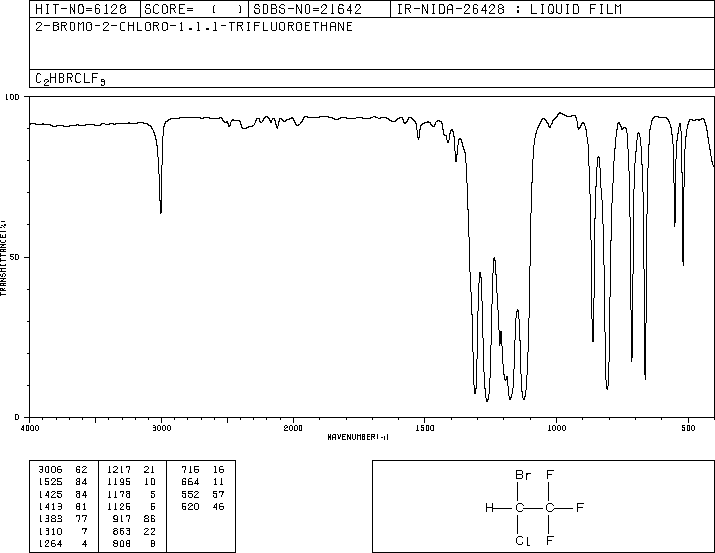 HIT-NO=6128 SCORE= ( ) SDBS-NO=21642 IR-NIDA-26428 : LIQUID FILM
2-BROMO-2-CHLORO-1,1,1-TRIFLUOROETHANE
C2HBRCLF3
100
50
0
TRANSMITTANCE(%)
4000 3000 2000 1500 1000 500
WAVENUMBER(-1)
3006 62 1217 21 716 16
1525 84 1195 10 664 11
1425 84 1178 5 552 57
1413 81 1126 5 520 46
1383 77 917 86
1310 7 863 22
1264 4 808 8
Br F
H C C F
Cl F